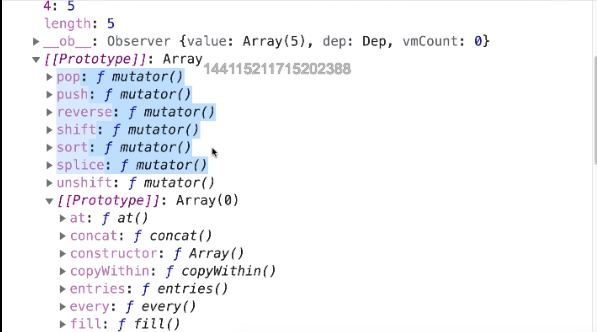 4: 5
length: 5
__ob__: Observer {value: Array(5), dep: Dep, vmCount: 0}
[[Prototype]]: Array
144115211715202388
pop: ƒ mutator()
push: ƒ mutator()
reverse: ƒ mutator()
shift: ƒ mutator()
sort: ƒ mutator()
splice: ƒ mutator()
unshift: ƒ mutator()
[[Prototype]]: Array(0)
at: ƒ at()
concat: ƒ concat()
constructor: ƒ Array()
copyWithin: ƒ copyWithin()
entries: ƒ entries()
every: ƒ every()
fill: ƒ fill()